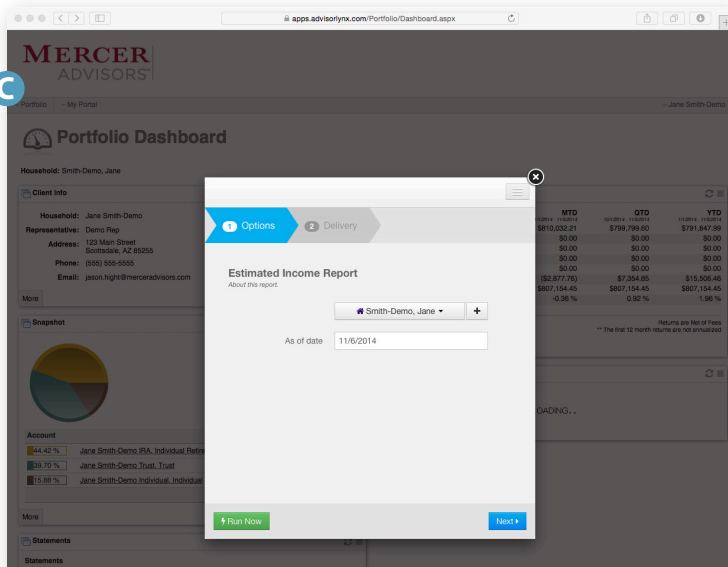 apps.advisorlynx.com/Portfolio/Dashboard.aspx
MERCER
ADVISORS
C
Portfolio – My Portal – Jane Smith-Demo
Portfolio Dashboard
Household: Smith-Demo, Jane
Client Info
Household: Jane Smith-Demo
Representative: Demo Rep
Address: 123 Main Street
Scottsdale, AZ 85255
Phone: (555) 555-5555
Email: jason.hight@merceradvisors.com
More
Snapshot
Account
44.42 % Jane Smith-Demo IRA, Individual Retire
39.70 % Jane Smith-Demo Trust, Trust
15.88 % Jane Smith-Demo Individual, Individual
More
Statements
Statements
1 Options
2 Delivery
Estimated Income Report
About this report.
Smith-Demo, Jane
+
As of date 11/6/2014
Run Now
Next
MTD QTD YTD
$810,032.21 $799,799.60 $791,647.99
$0.00 $0.00 $0.00
$0.00 $0.00 $0.00
$0.00 $0.00 $0.00
$0.00 $0.00 $0.00
($2,877.76) $7,354.85 $15,506.46
$807,154.45 $807,154.45 $807,154.45
-0.36 % 0.92 % 1.96 %
Returns are Net of Fees
** The first 12 month returns are not annualized
OADING..